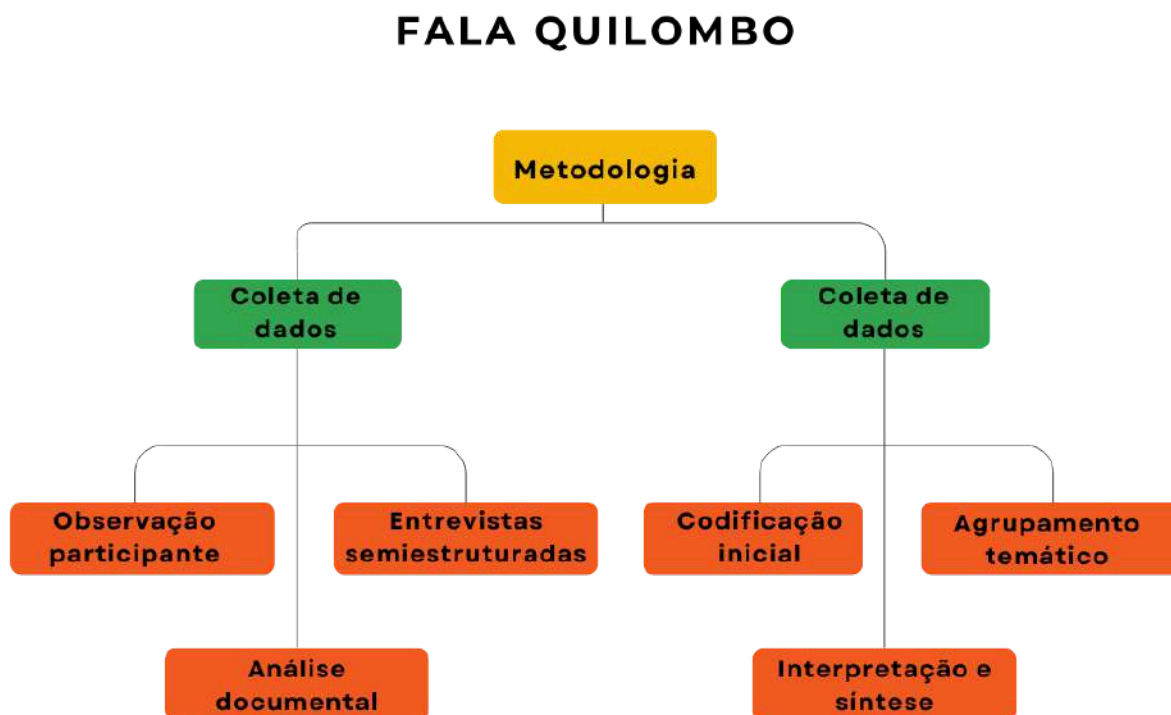 FALA QUILOMBO
Metodologia
Coleta de
dados
Coleta de
dados
Observação
participante
Entrevistas
semiestruturadas
Codificação
inicial
Agrupamento
temático
Análise
documental
Interpretação e
síntese